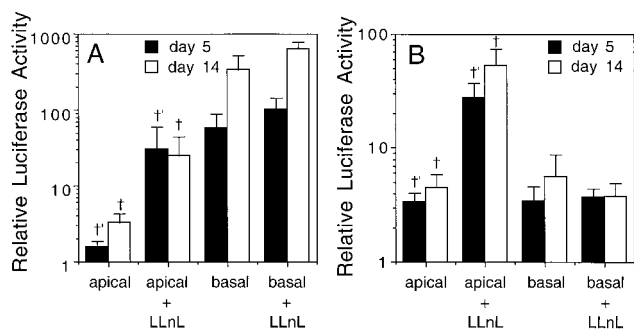 A
day 5
day 14
Relative Luciferase Activity
1000
100
10
1
†'
†
†'
†
apical
apical
+
LLnL
basal
basal
+
LLnL
B
day 5
day 14
Relative Luciferase Activity
100
10
1
†'
†
†'
†
apical
apical
+
LLnL
basal
basal
+
LLnL